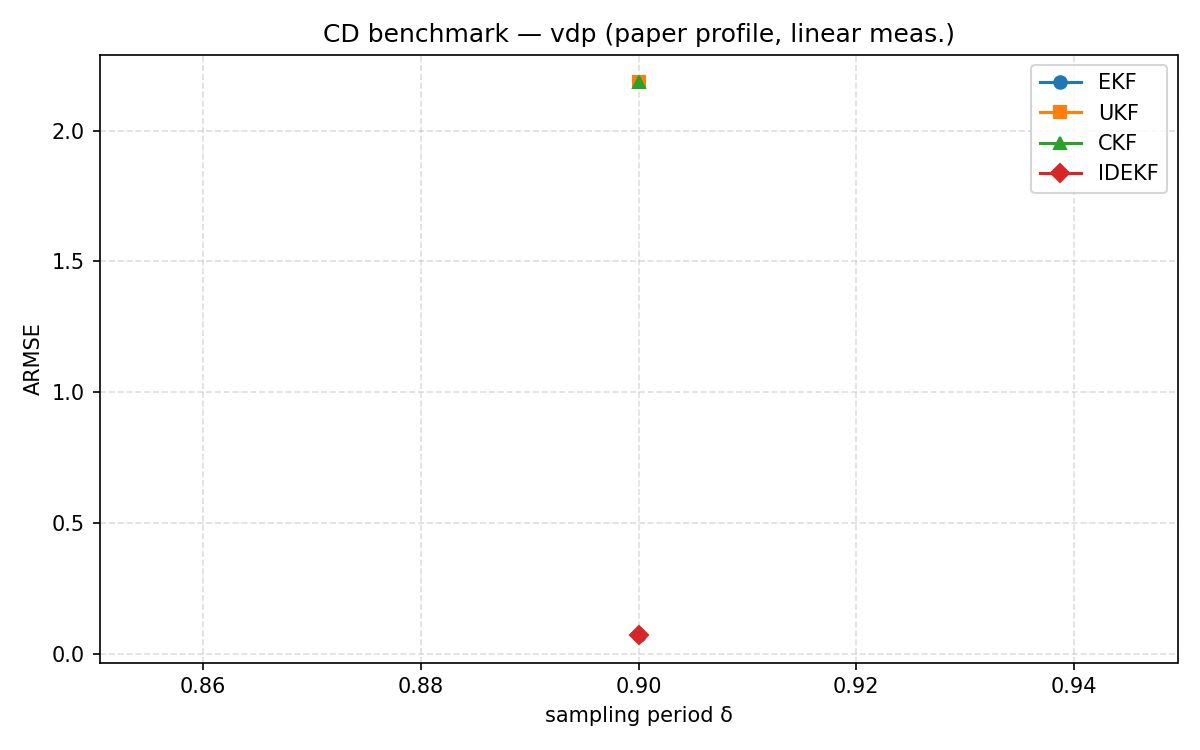 CD benchmark — vdp (paper profile, linear meas.)
EKF
UKF
CKF
IDEKF
ARMSE
2.0
1.5
1.0
0.5
0.0
0.86 0.88 0.90 0.92 0.94
sampling period δ